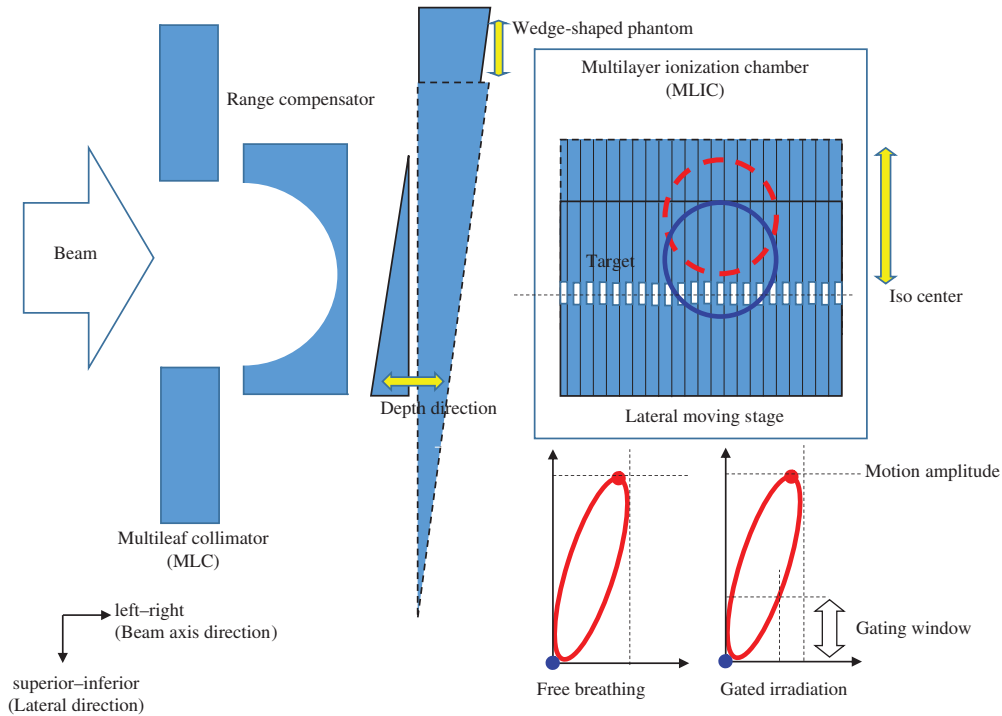 Wedge-shaped phantom
Multilayer ionization chamber
(MLIC)
Range compensator
Beam
Target
Iso center
Depth direction
Lateral moving stage
Motion amplitude
Multileaf collimator
(MLC)
left–right
(Beam axis direction)
Gating window
superior–inferior
(Lateral direction)
Free breathing
Gated irradiation